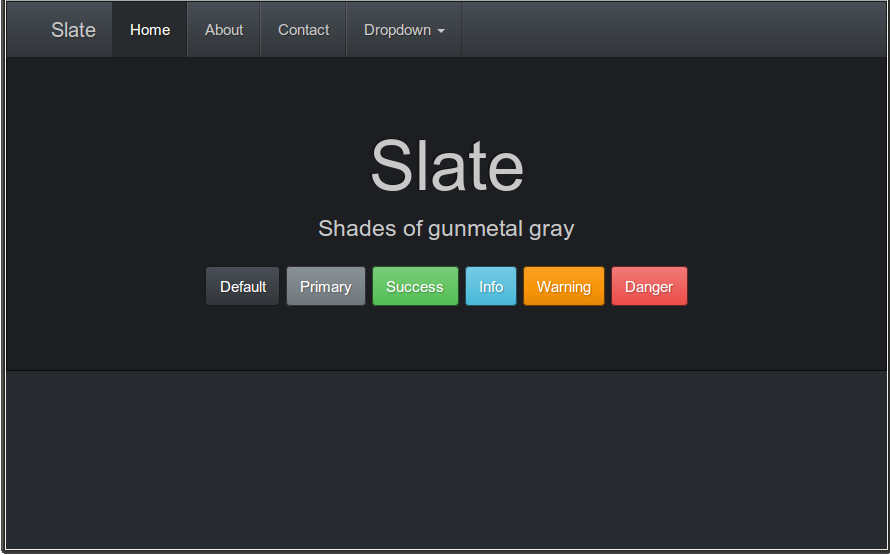 Slate Home About Contact Dropdown
Slate
Shades of gunmetal gray
Default Primary Success Info Warning Danger